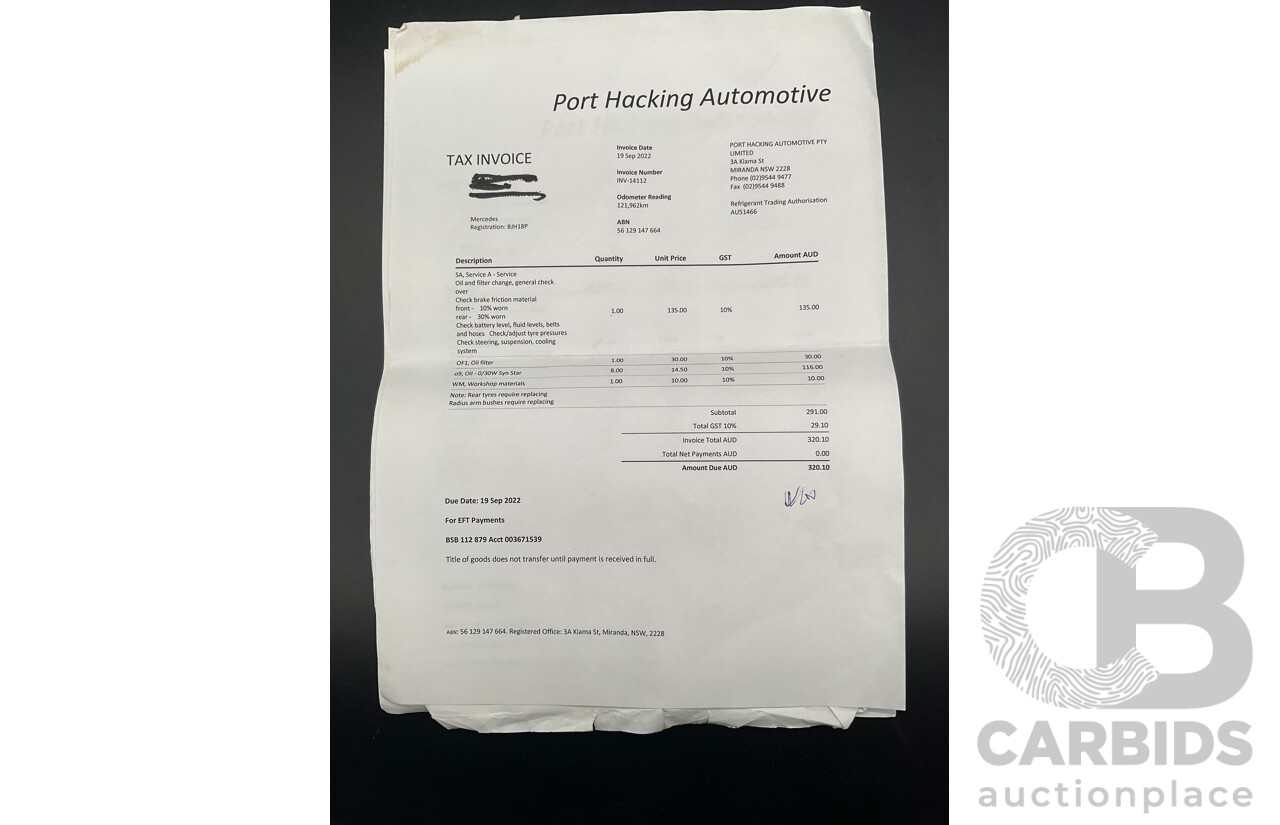 Port Hacking Automotive
TAX INVOICE
Mercedes
Registration: BJH18P
Invoice Date
19 Sep 2022
Invoice Number
INV-14112
Odometer Reading
121,962km
ABN
56 129 147 664
PORT HACKING AUTOMOTIVE PTY
LIMITED
3A Kiama St
MIRANDA NSW 2228
Phone (02)9544 9477
Fax (02)9544 9488
Refrigerant Trading Authorisation
AU51466
Description Quantity Unit Price GST Amount AUD
SA, Service A - Service
Oil and filter change, general check
over
Check brake friction material
front - 10% worn
rear - 30% worn
Check battery level, fluid levels, belts
and hoses Check/adjust tyre pressures
Check steering, suspension, cooling
system
1.00 135.00 10% 135.00
OF1, Oil filter 1.00 30.00 10% 30.00
o9, Oil - 0/30W Syn Star 8.00 14.50 10% 116.00
WM, Workshop materials 1.00 10.00 10% 10.00
Note: Rear tyres require replacing
Radius arm bushes require replacing
Subtotal 291.00
Total GST 10% 29.10
Invoice Total AUD 320.10
Total Net Payments AUD 0.00
Amount Due AUD 320.10
Due Date: 19 Sep 2022
For EFT Payments
BSB 112 879 Acct 003671539
Title of goods does not transfer until payment is received in full.
ABN: 56 129 147 664. Registered Office: 3A Kiama St, Miranda, NSW, 2228
CB
CARBIDS
auctionplace